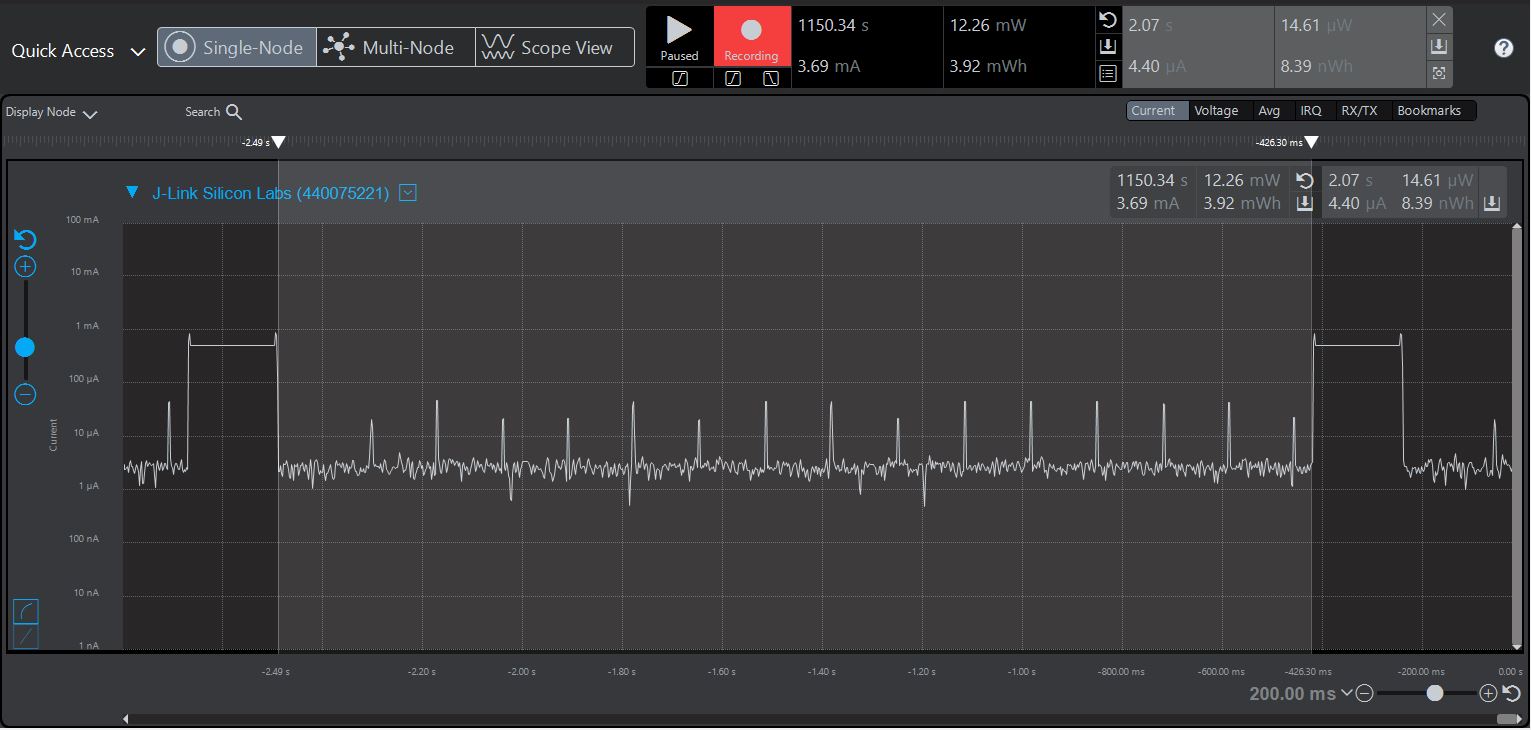 Quick Access
Single-Node
Multi-Node
Scope View
Paused
Recording
1150.34 s
12.26 mW
3.69 mA
3.92 mWh
2.07 s
14.61 µW
4.40 µA
8.39 nWh
?
Display Node
Search
Current Voltage Avg IRQ RX/TX Bookmarks
-2.49 s
-426.30 ms
J-Link Silicon Labs (440075221)
1150.34 s 12.26 mW
3.69 mA 3.92 mWh
2.07 s 14.61 µW
4.40 µA 8.39 nWh
100 mA
10 mA
1 mA
100 µA
10 µA
1 µA
100 nA
10 nA
1 nA
Current
-2.49 s -2.20 s -2.00 s -1.80 s -1.60 s -1.40 s -1.20 s -1.00 s -800.00 ms -600.00 ms -426.30 ms -200.00 ms 0.00 s
200.00 ms